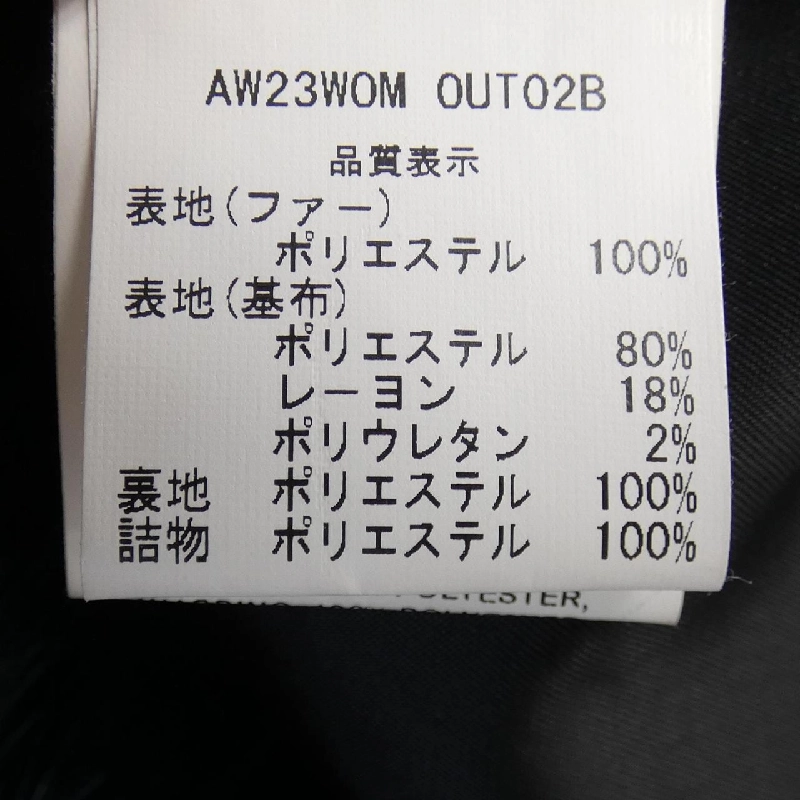 AW23WOM OUT02B
品質表示
表地(ファー)
ポリエステル 100%
表地(基布)
ポリエステル 80%
レーヨン 18%
ポリウレタン 2%
裏地 ポリエステル 100%
詰物 ポリエステル 100%
POLYESTER,